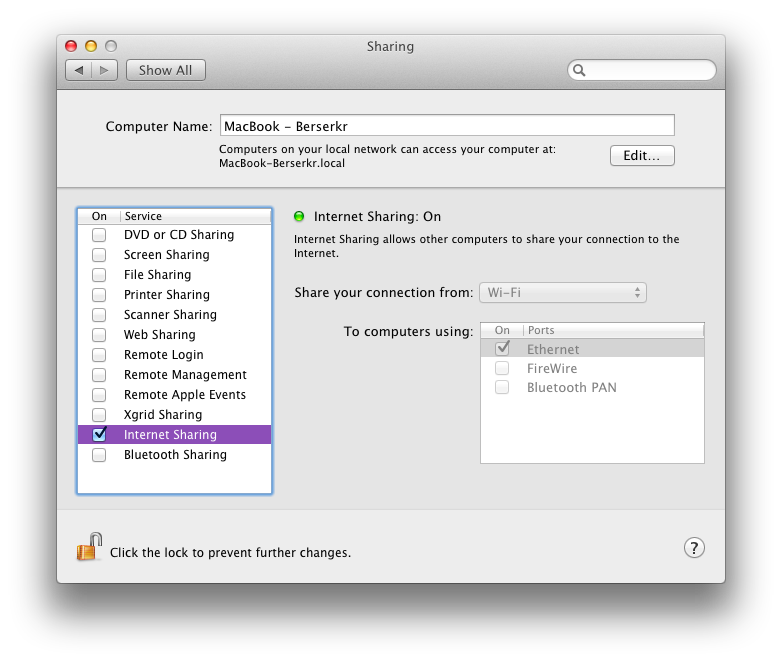 Sharing
Show All
Computer Name: MacBook – Berserkr
Computers on your local network can access your computer at:
MacBook-Berserkr.local
Edit...
On Service
DVD or CD Sharing
Screen Sharing
File Sharing
Printer Sharing
Scanner Sharing
Web Sharing
Remote Login
Remote Management
Remote Apple Events
Xgrid Sharing
Internet Sharing
Bluetooth Sharing
Internet Sharing: On
Internet Sharing allows other computers to share your connection to the
Internet.
Share your connection from: Wi-Fi
To computers using:
On Ports
Ethernet
FireWire
Bluetooth PAN
Click the lock to prevent further changes.
?